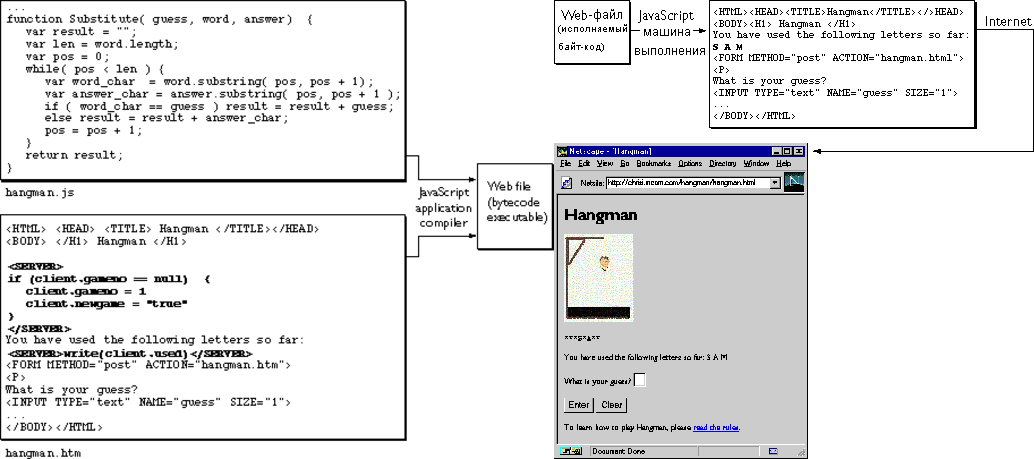 ...
function Substitute( guess, word, answer)  {
var result = "";
var len = word.length;
var pos = 0;
while( pos < len ) {
var word_char  = word.substring( pos, pos + 1);
var answer_char = answer.substring( pos, pos + 1 );
if ( word_char == guess ) result = result + guess;
else result = result + answer_char;
pos = pos + 1;
}
return result;
}
hangman.js
<HTML> <HEAD> <TITLE> Hangman </TITLE></HEAD>
<BODY> </H1> Hangman </H1>
<SERVER>
if (client.gameno == null)  {
client.gameno = 1
client.newgame = "true"
}
</SERVER>
You have used the following letters so far:
<SERVER>write(client.used)</SERVER>
<FORM METHOD="post" ACTION="hangman.htm">
<P>
What is your guess?
<INPUT TYPE="text" NAME="guess" SIZE="1">
...
</BODY></HTML>
hangman.htm
JavaScript
application
compiler
Web file
(bytecode
executable)
Web-файл
(исполняемый
байт-код)
JavaScript
машина
выполнения
<HTML><HEAD><TITLE>Hangman</TITLE></HEAD>
<BODY><H1> Hangman </H1>
You have used the following letters so far:
S A M
<FORM METHOD="post" ACTION="hangman.html">
<P>
What is your guess?
<INPUT TYPE="text" NAME="guess" SIZE="1">
...
</BODY></HTML>
Internet
Netscape - [Hangman]
File Edit View Go Bookmarks Options Directory Window Help
Netsite: http://chrisi.mcom.com/hangman/hangman.html
Hangman
You have used the following letters so far: S A M
What is your guess?
Enter Clear
To learn how to play Hangman, please read the rules.
Document: Done